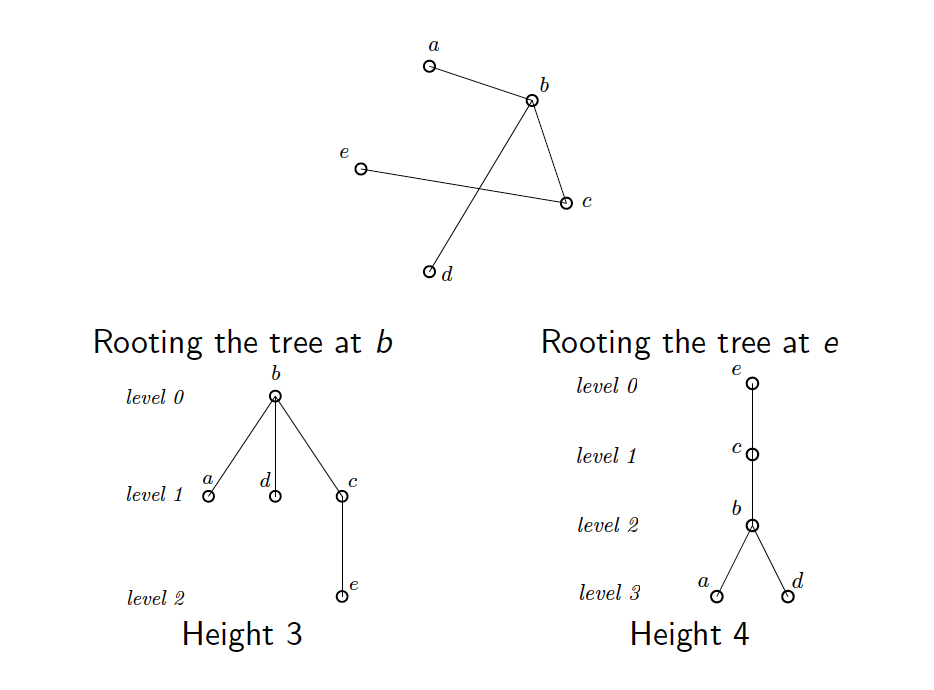 a
b
e
c
d
Rooting the tree at b
b
level 0
a
d
c
level 1
e
level 2
Height 3
Rooting the tree at e
e
level 0
c
level 1
b
level 2
a
d
level 3
Height 4